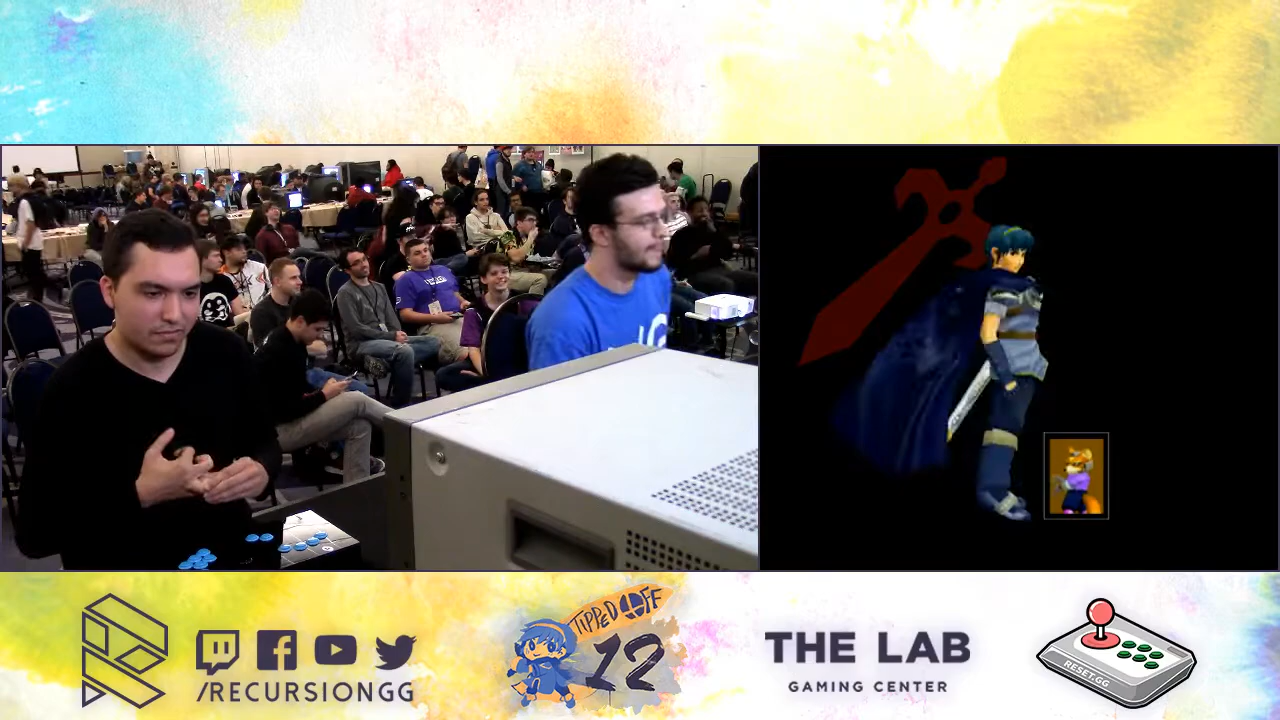 TIPPED OFF
12
/RECURSIONGG
THE LAB
GAMING CENTER
RESET.GG